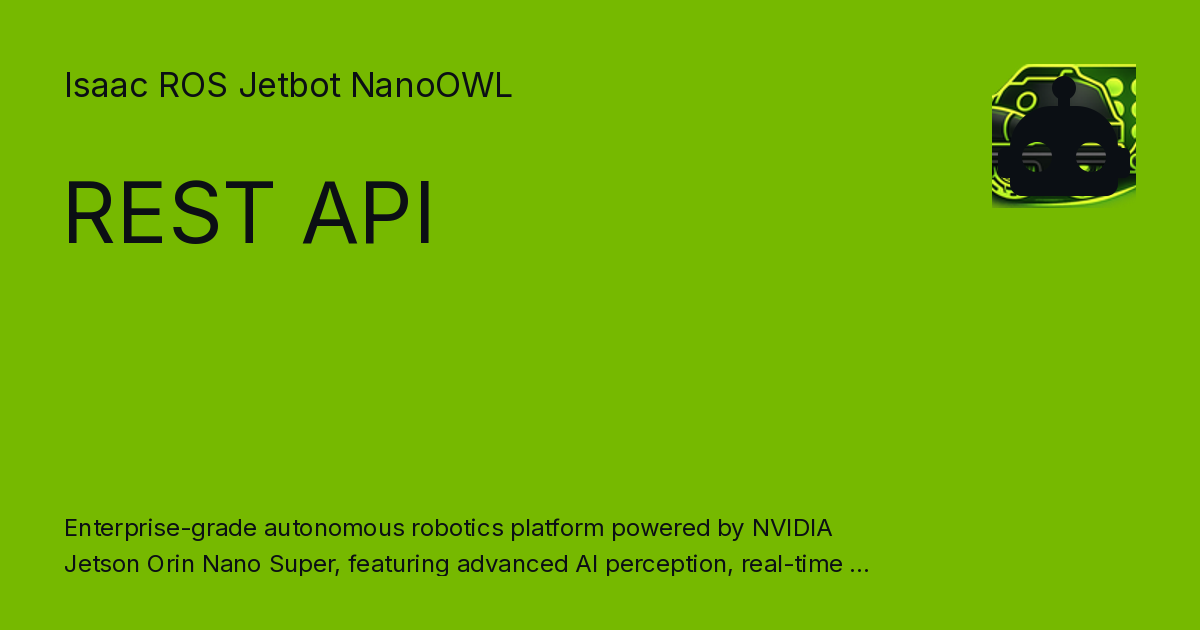 Isaac ROS Jetbot NanoOWL
REST API
Enterprise-grade autonomous robotics platform powered by NVIDIA
Jetson Orin Nano Super, featuring advanced AI perception, real-time ...